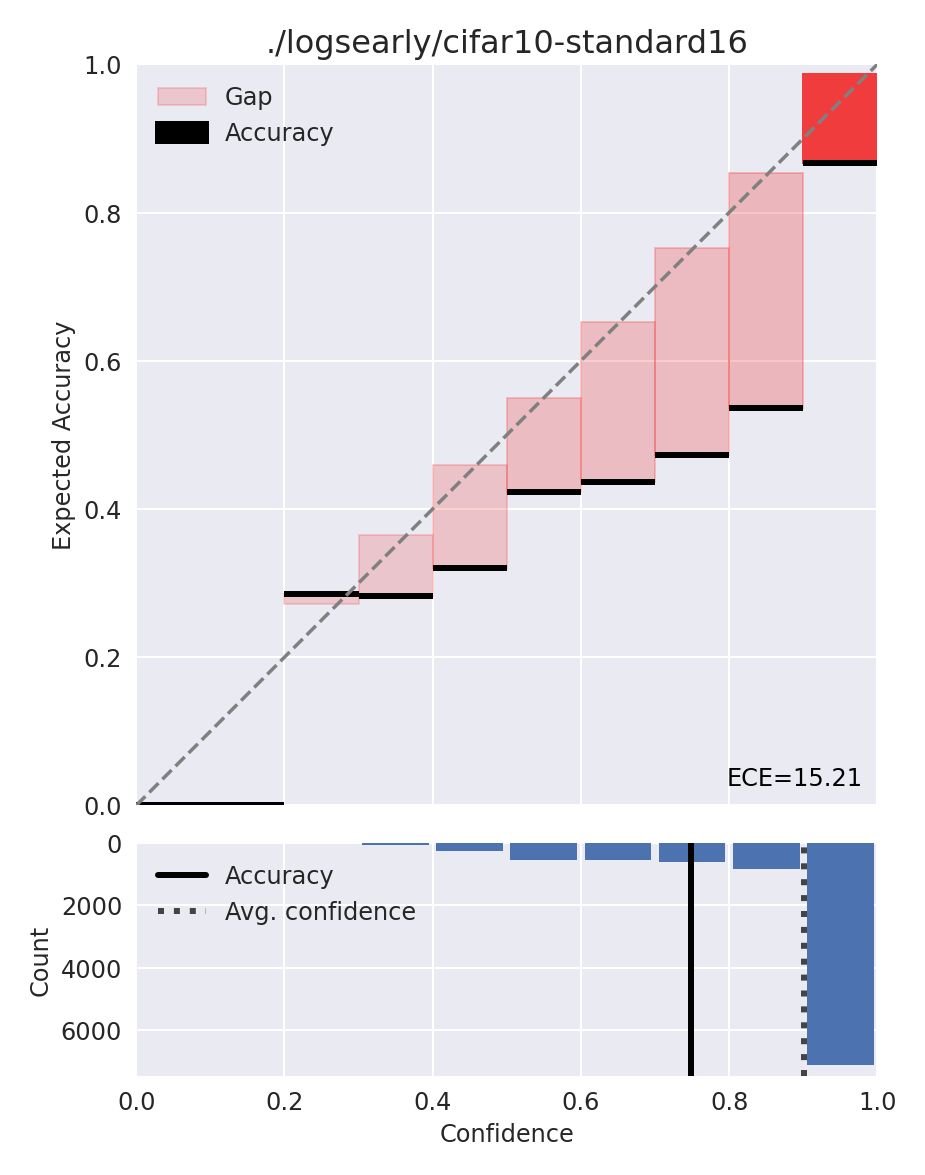 ./logsearly/cifar10-standard16
1.0
Gap
Accuracy
0.8
0.6
Expected Accuracy
0.4
0.2
ECE=15.21
0.0
0
Accuracy
2000
Avg. confidence
Count
4000
6000
0.0 0.2 0.4 0.6 0.8 1.0
Confidence